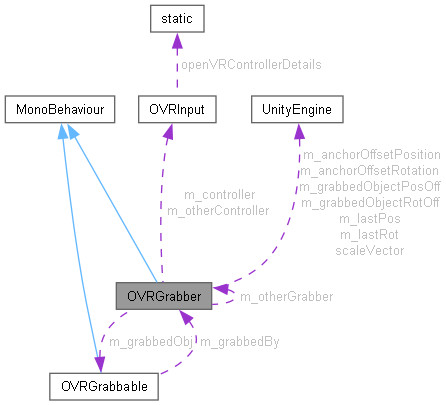 static
openVRControllerDetails
MonoBehaviour
OVRInput
UnityEngine
m_controller
m_otherController
m_anchorOffsetPosition
m_anchorOffsetRotation
m_grabbedObjectPosOff
m_grabbedObjectRotOff
m_lastPos
m_lastRot
scaleVector
OVRGrabber
m_otherGrabber
m_grabbedObj
m_grabbedBy
OVRGrabbable